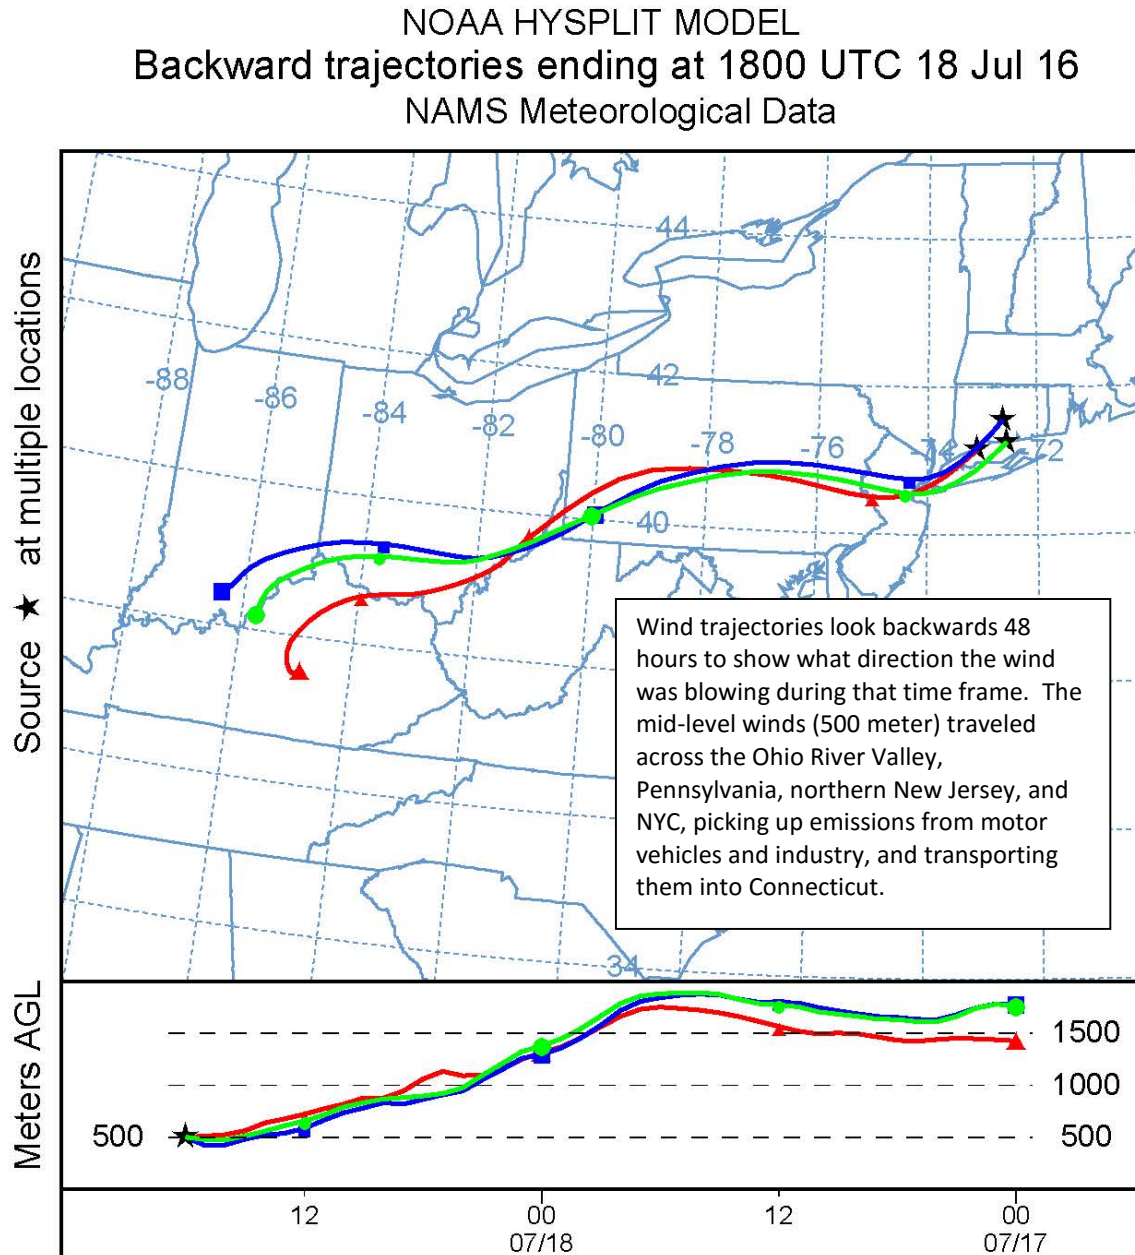 NOAA HYSPLIT MODEL
Backward trajectories ending at 1800 UTC 18 Jul 16
NAMS Meteorological Data
Source ★ at multiple locations
44
42
-88
-86
-84
-82
-80
-78
-76
-74
-72
40
34
Wind trajectories look backwards 48
hours to show what direction the wind
was blowing during that time frame.  The
mid-level winds (500 meter) traveled
across the Ohio River Valley,
Pennsylvania, northern New Jersey, and
NYC, picking up emissions from motor
vehicles and industry, and transporting
them into Connecticut.
Meters AGL
1500
1000
500
500
12
00
12
00
07/18
07/17